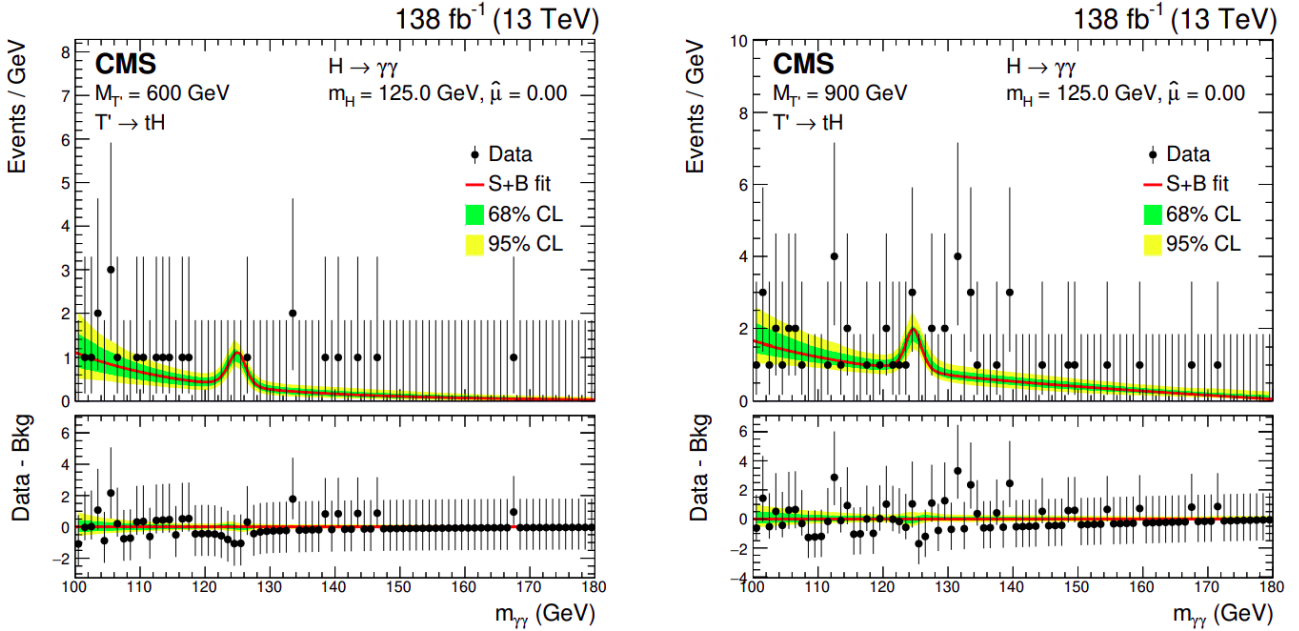 138 fb⁻¹ (13 TeV)
CMS
H → γγ
M_T' = 600 GeV
m_H = 125.0 GeV, μ̂ = 0.00
T' → tH
Data
S+B fit
68% CL
95% CL
Events / GeV
8
7
6
5
4
3
2
1
0
Data - Bkg
6
4
2
0
−2
100 110 120 130 140 150 160 170 180
m_γγ (GeV)
138 fb⁻¹ (13 TeV)
CMS
H → γγ
M_T' = 900 GeV
m_H = 125.0 GeV, μ̂ = 0.00
T' → tH
Data
S+B fit
68% CL
95% CL
Events / GeV
10
8
6
4
2
0
Data - Bkg
6
4
2
0
−2
−4
100 110 120 130 140 150 160 170 180
m_γγ (GeV)